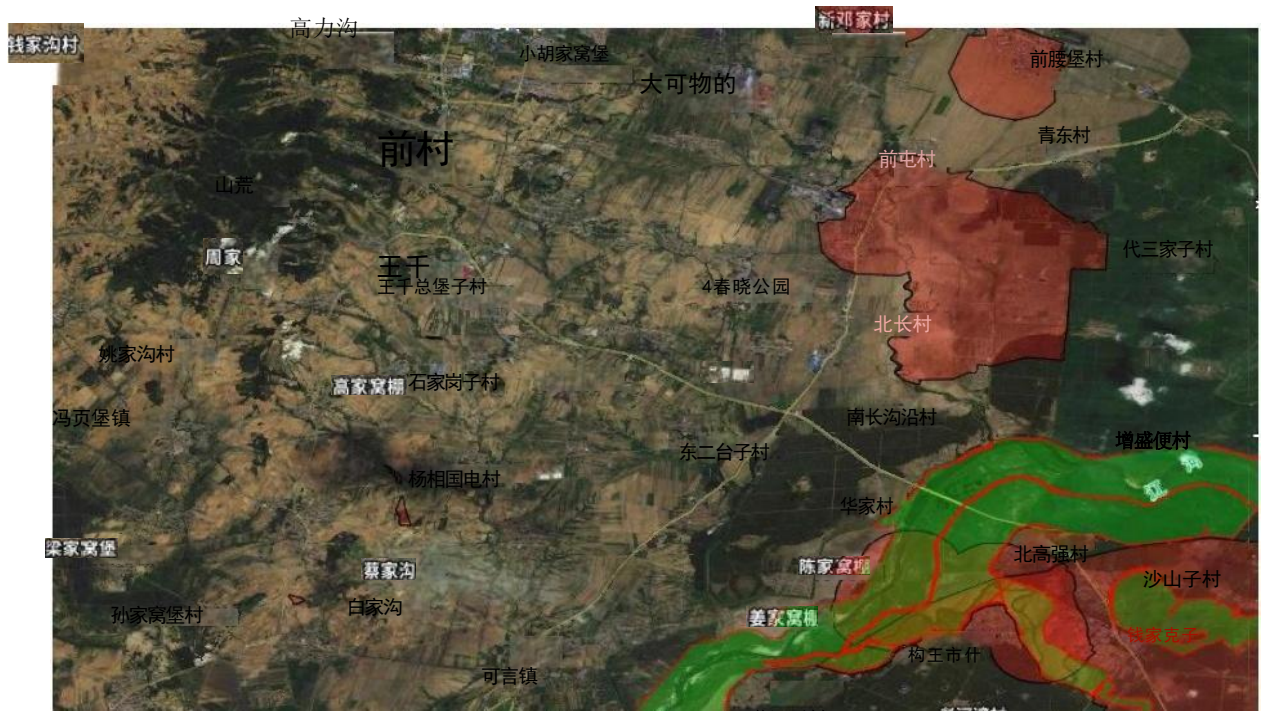 高力沟
新邓家村
钱家沟村
小胡家窝堡
前腰堡村
大可物的
青东村
前村
前屯村
山荒
代三家子村
周家
王千
王千总堡子村
4春晓公园
北长村
姚家沟村
高家窝棚
石家岗子村
冯页堡镇
南长沟沿村
增盛便村
东二台子村
河
杨相国电村
江
华家村
梁家窝堡
北高强村
陈家窝棚
蔡家沟
沙山子村
白家沟
孙家窝堡村
姜家窝棚
构王市什
可言镇